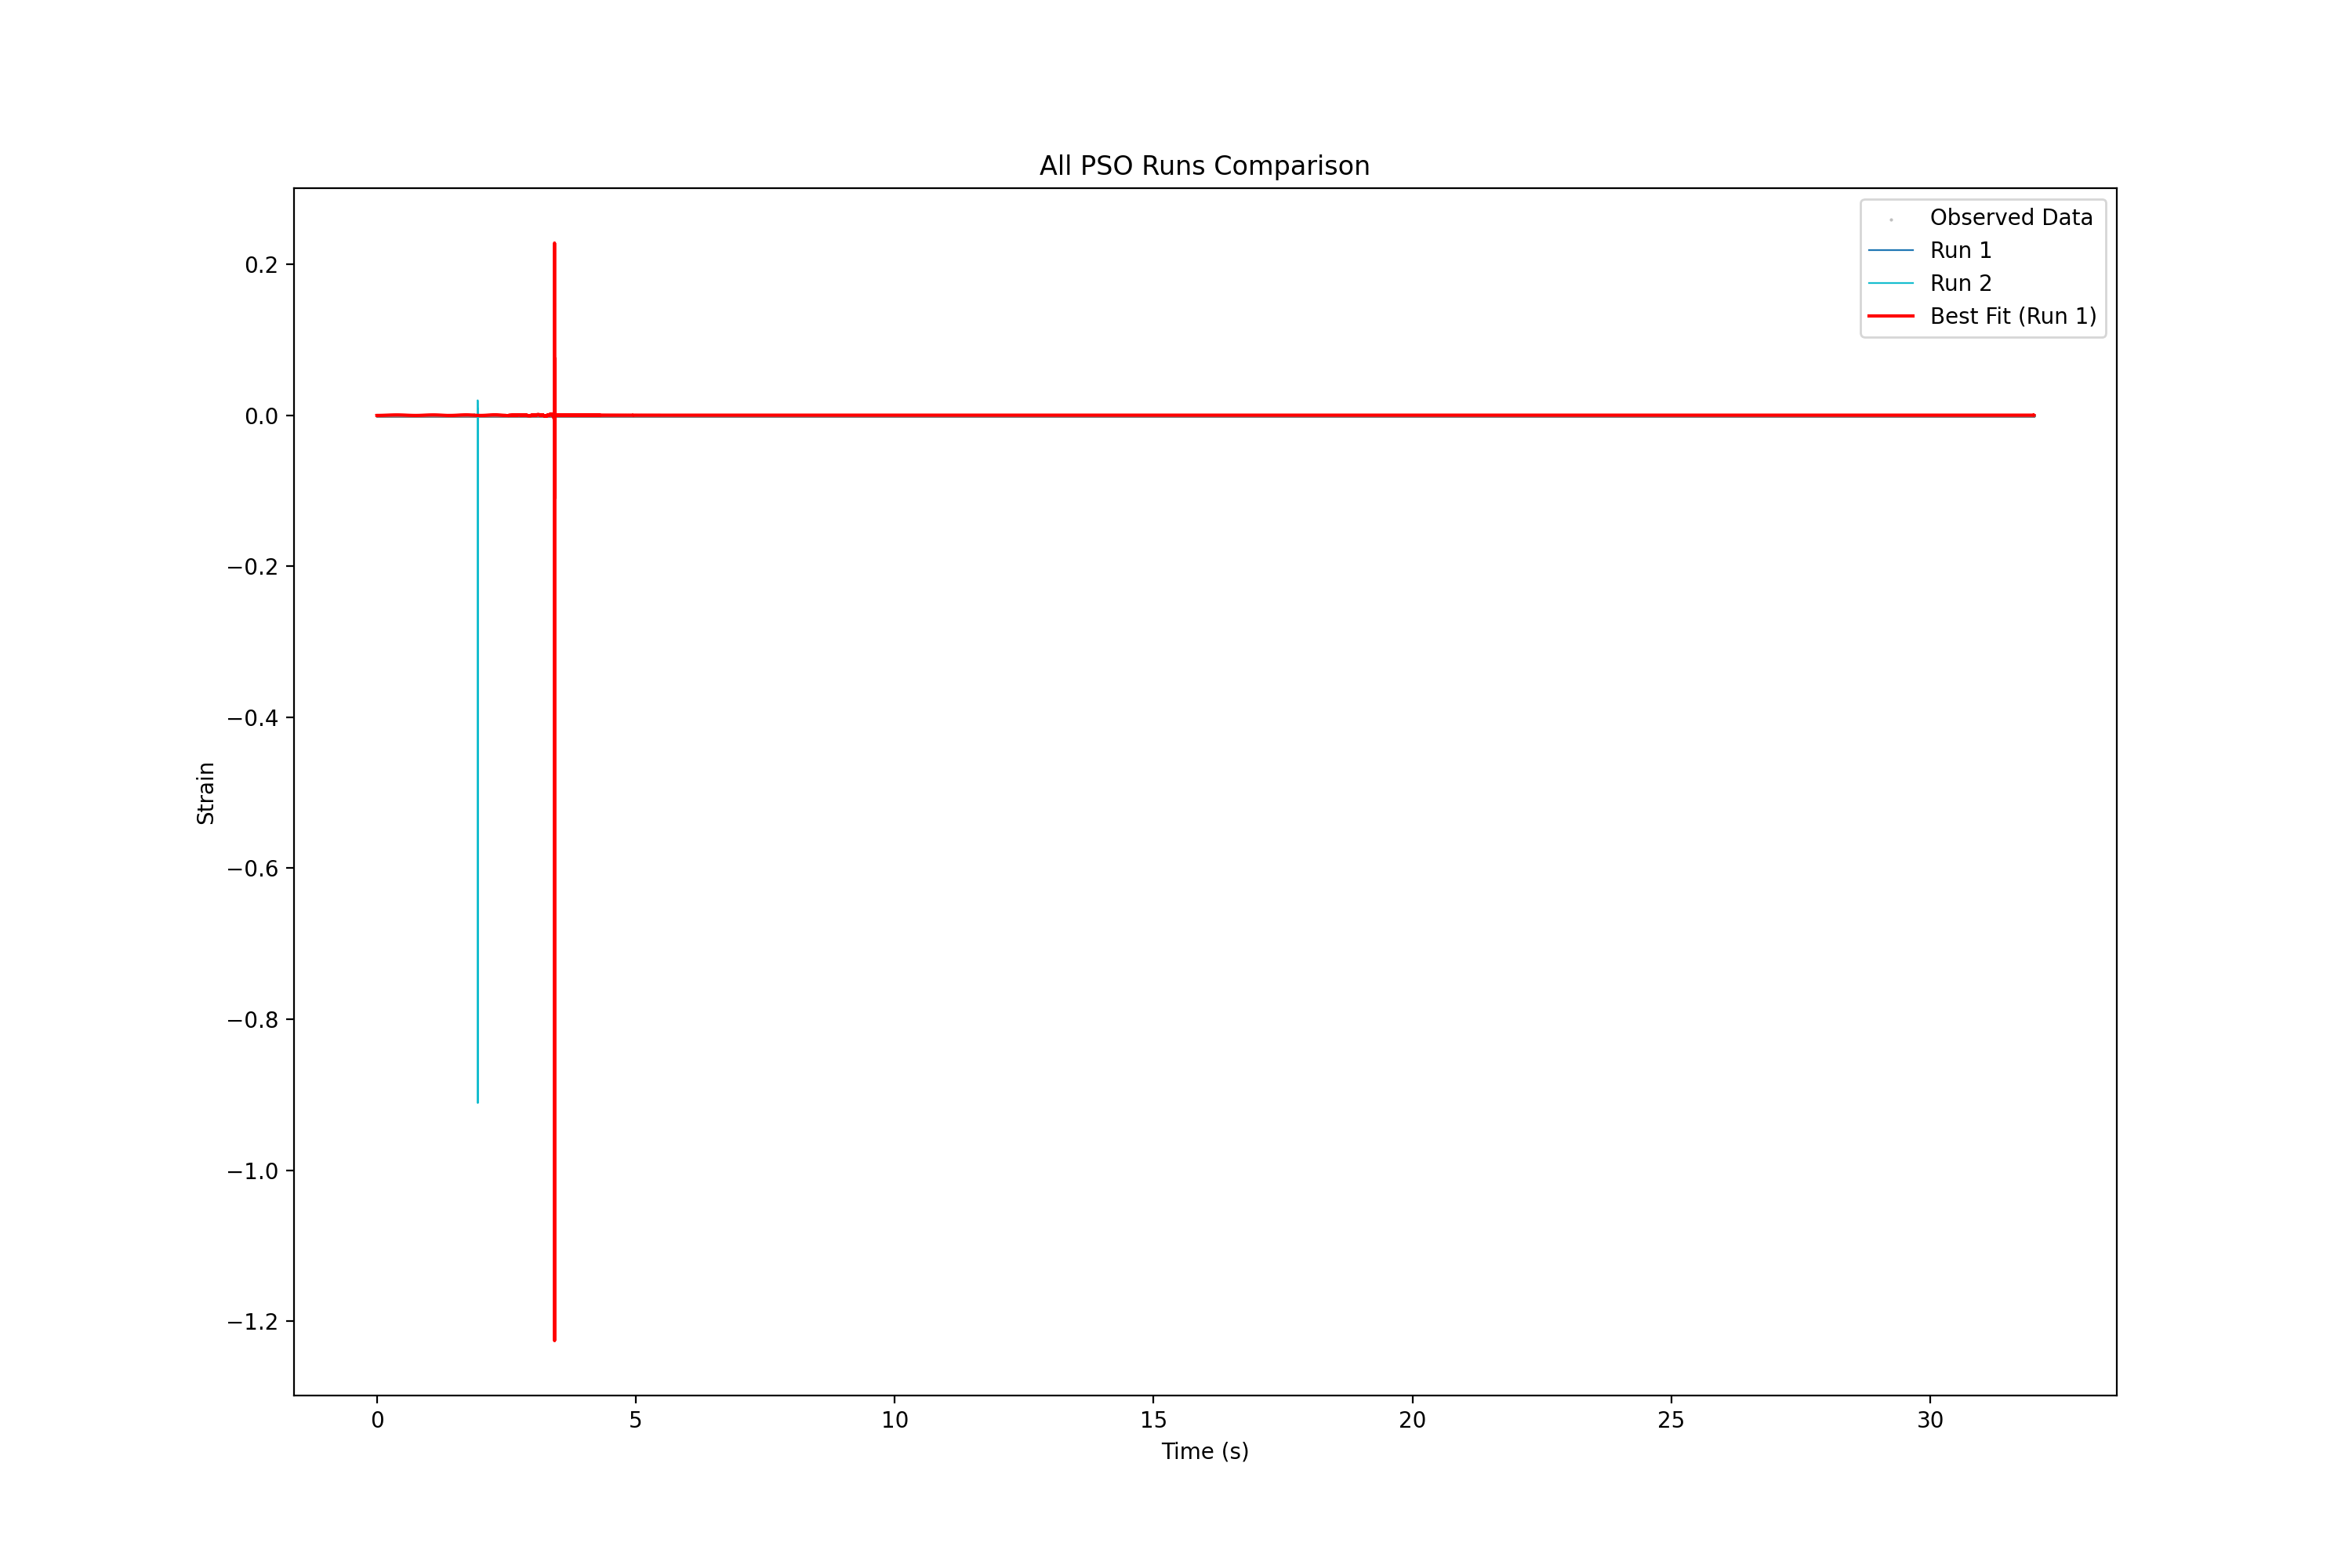 All PSO Runs Comparison
Observed Data
Run 1
Run 2
Best Fit (Run 1)
0.2
0.0
−0.2
−0.4
−0.6
−0.8
−1.0
−1.2
Strain
0 5 10 15 20 25 30
Time (s)